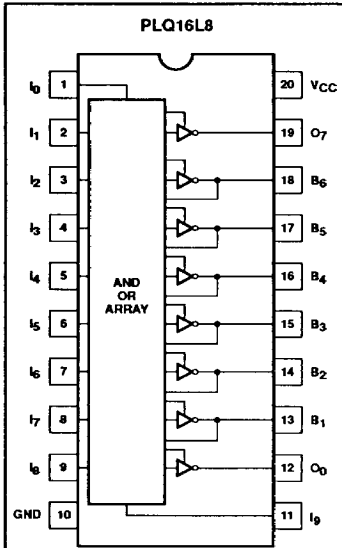 PLQ16L8
I0 1 20 VCC
I1 2 19 O7
I2 3 18 B6
I3 4 17 B5
I4 5 16 B4
AND
OR
ARRAY
I5 6 15 B3
I6 7 14 B2
I7 8 13 B1
I8 9 12 O0
GND 10 11 I9